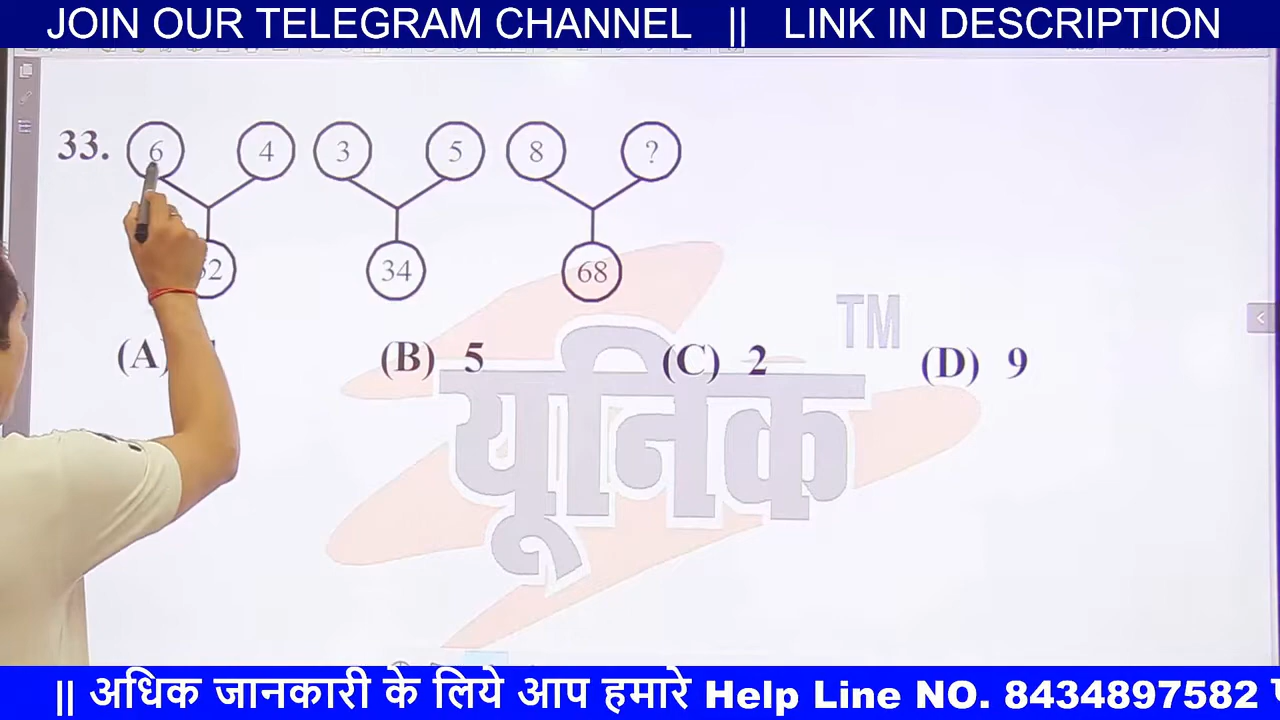 JOIN OUR TELEGRAM CHANNEL || LINK IN DESCRIPTION
33. 6 4 3 5 8 ?
34 68
(B) 5 (C) 2 (D) 9
TM
यूनिक
|| अधिक जानकारी के लिये आप हमारे Help Line NO. 8434897582